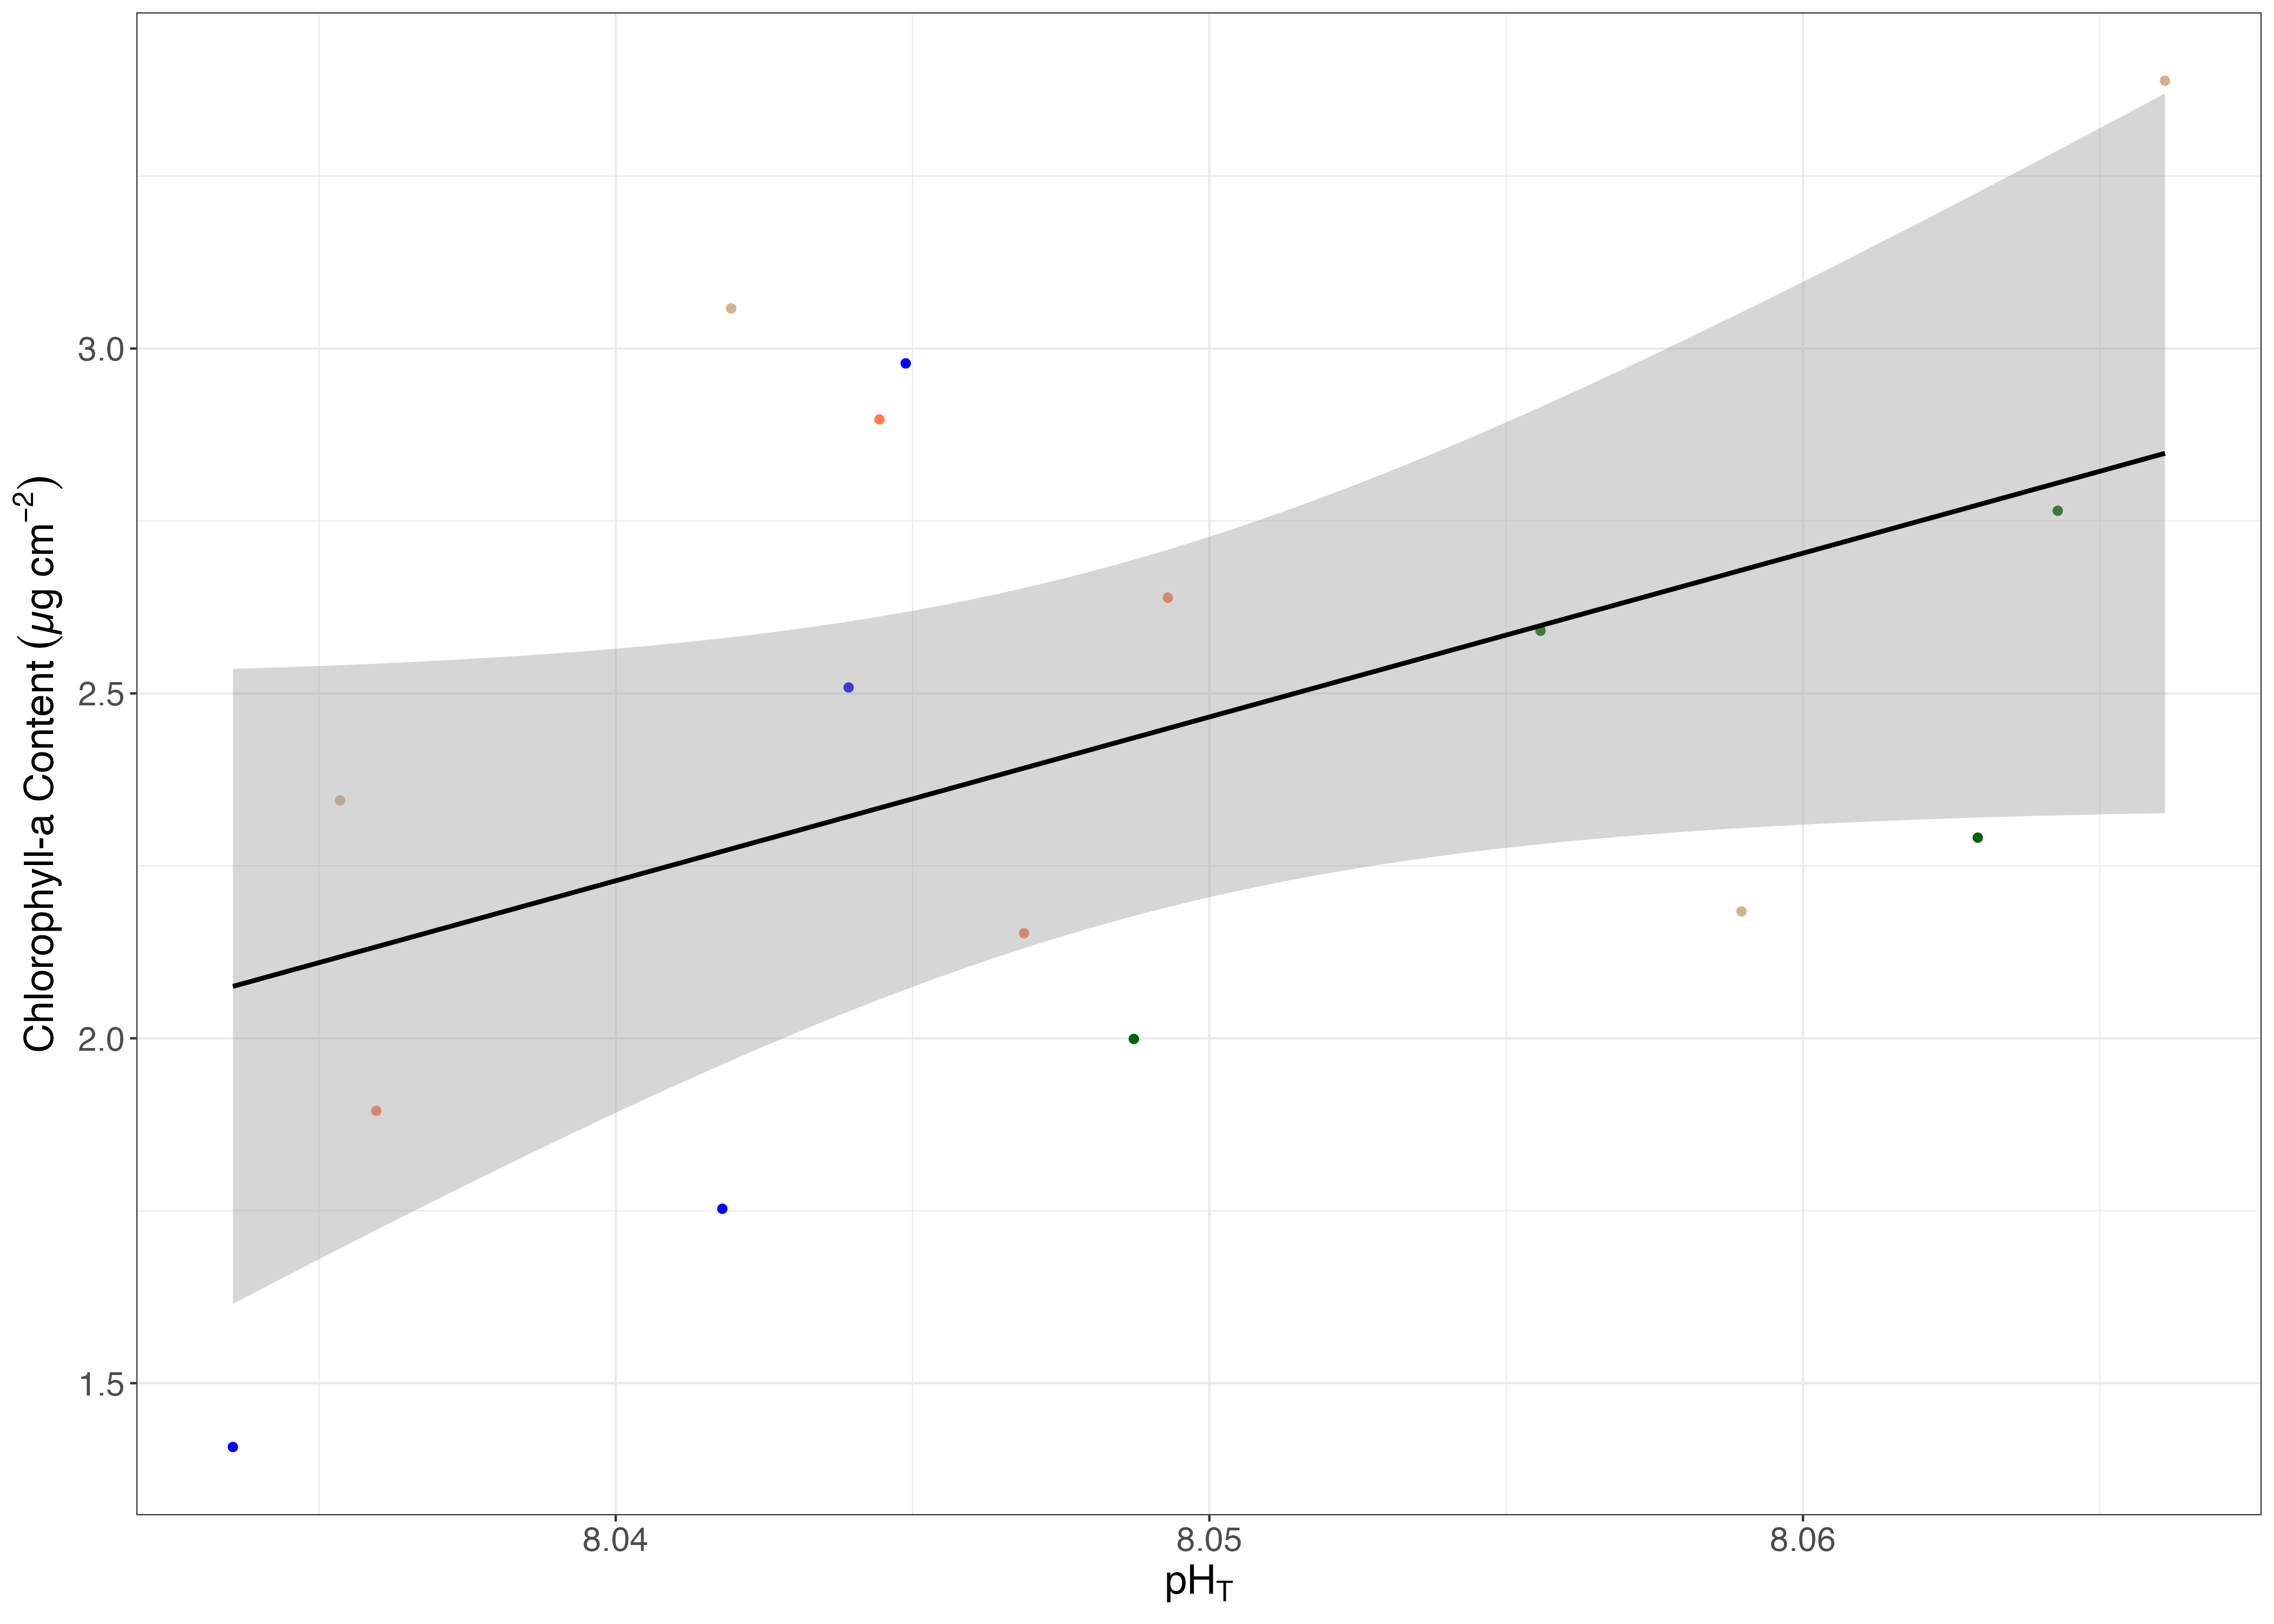 Chlorophyll-a Content (μg cm⁻²)
3.0
2.5
2.0
1.5
8.04 8.05 8.06
pH_T